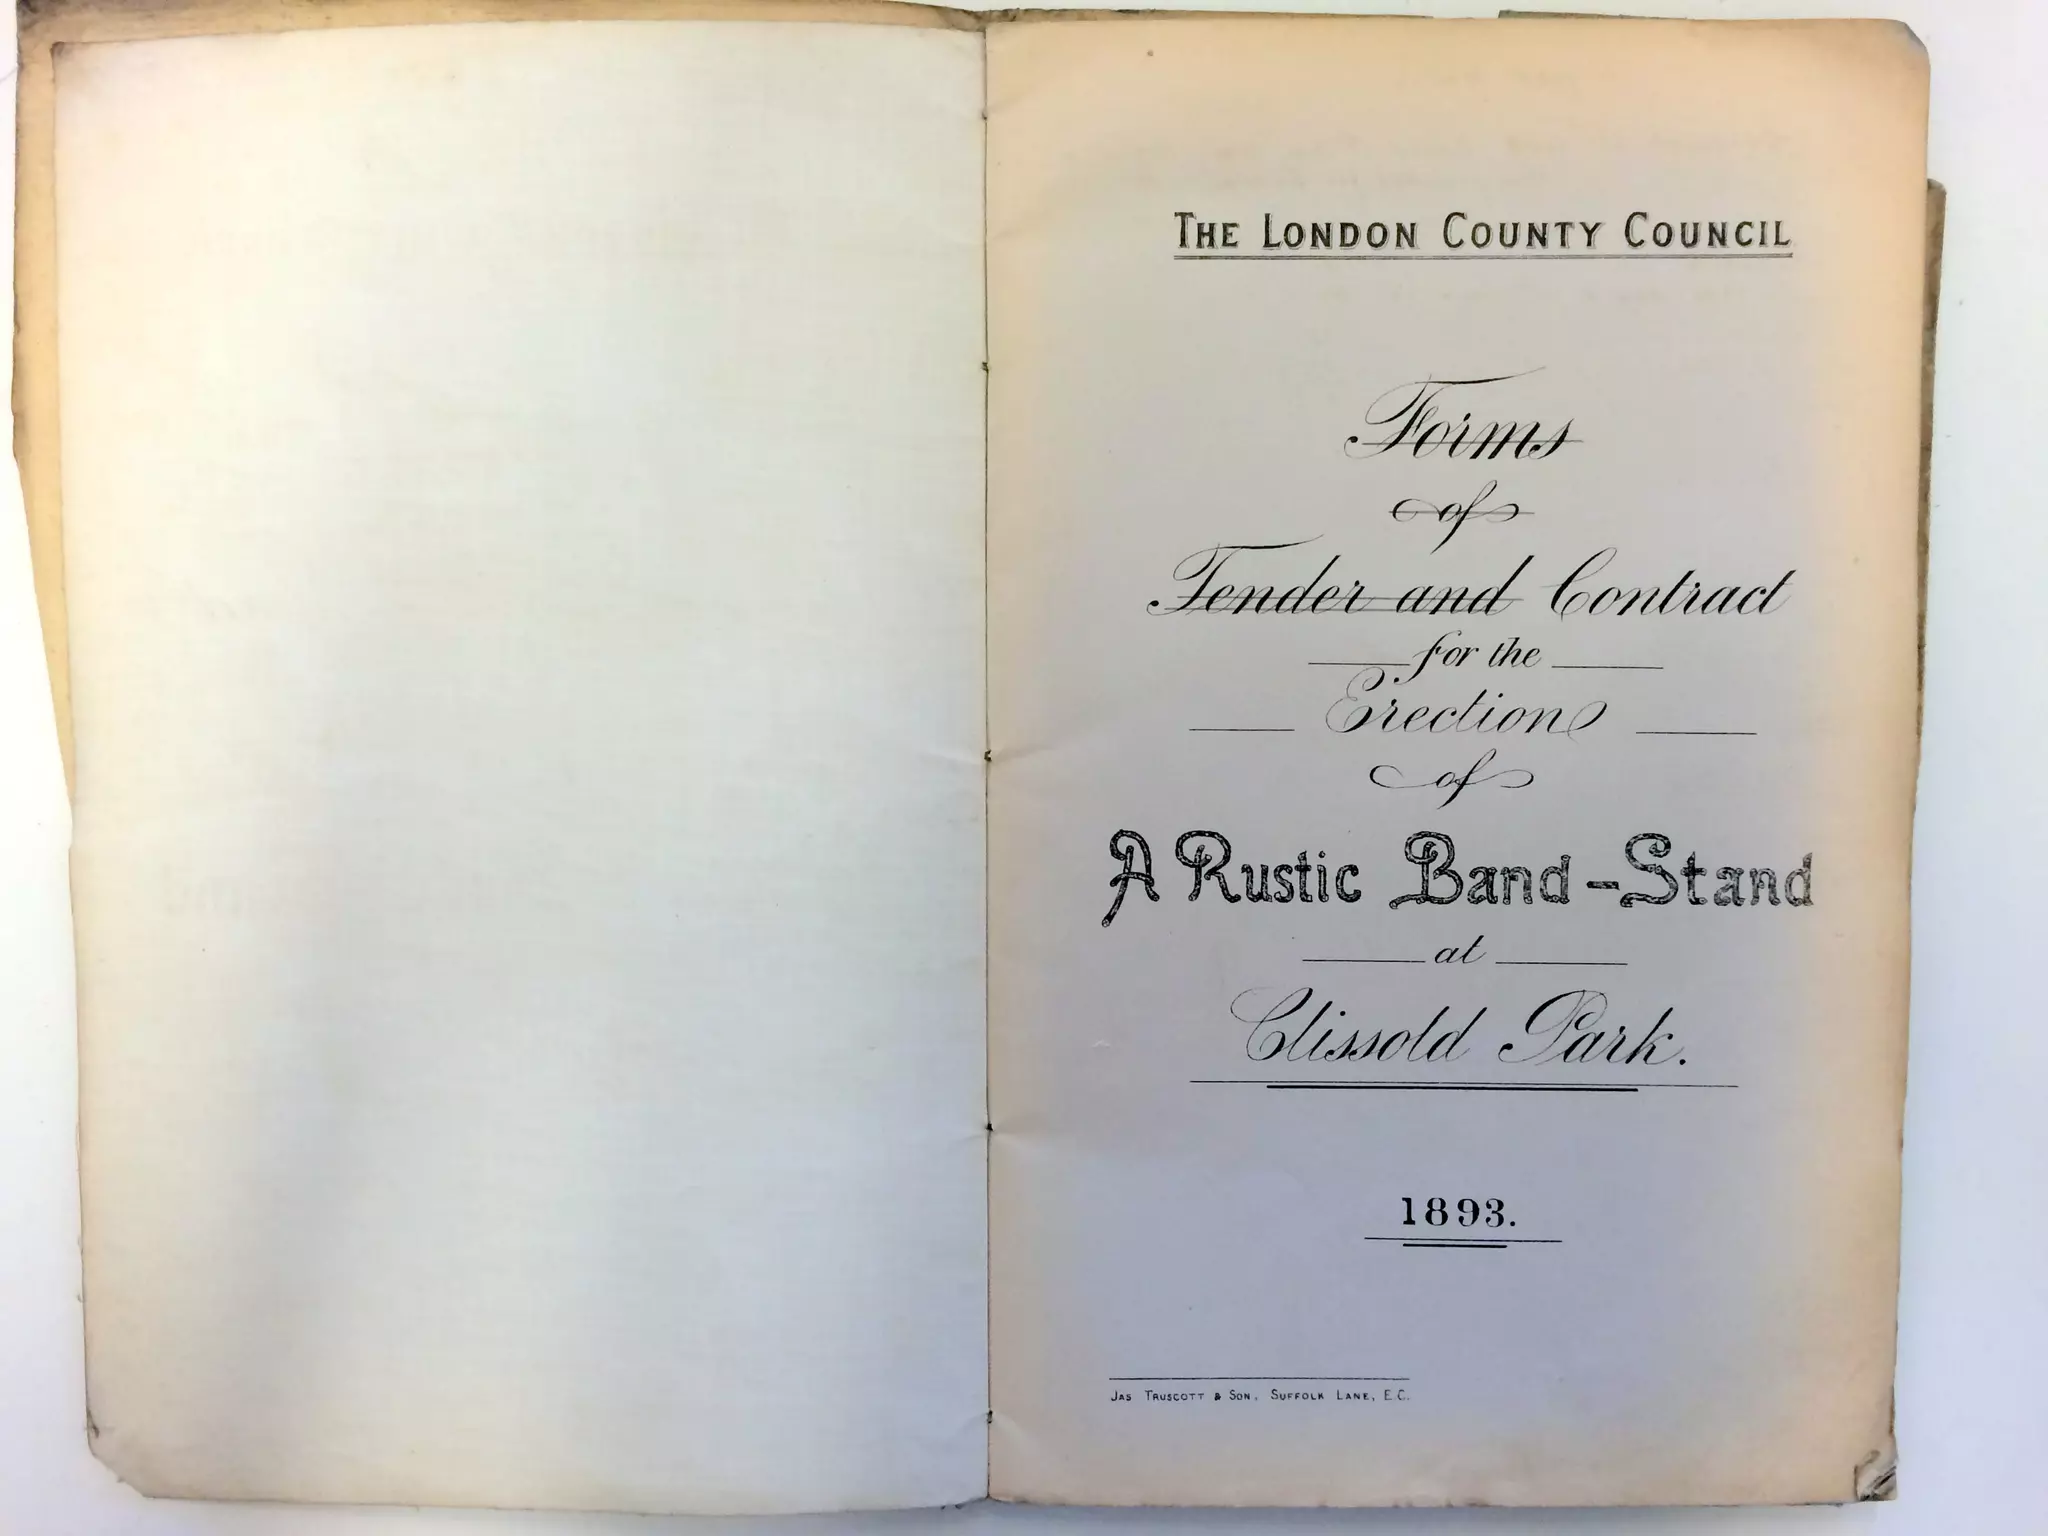 THE LONDON COUNTY COUNCIL
Forms
of
Tender and Contract
for the
Erection
of
A Rustic Band-Stand
at
Clissold Park.
1893.
JAS TRUSCOTT & SON, SUFFOLK LANE, E.C.